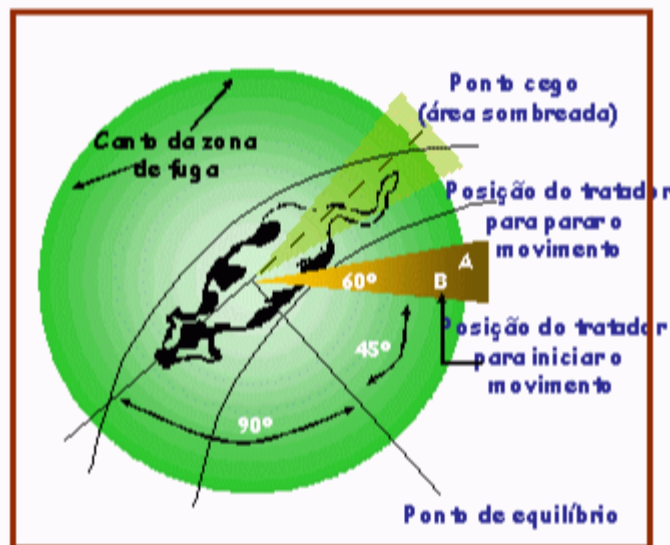 Ponto cego
(área sombreada)
Canto da zona
de fuga
Posição do tratador
para parar o
movimento
A
60º
B
Posição do tratador
para iniciar o
movimento
45º
90º
Ponto de equilíbrio